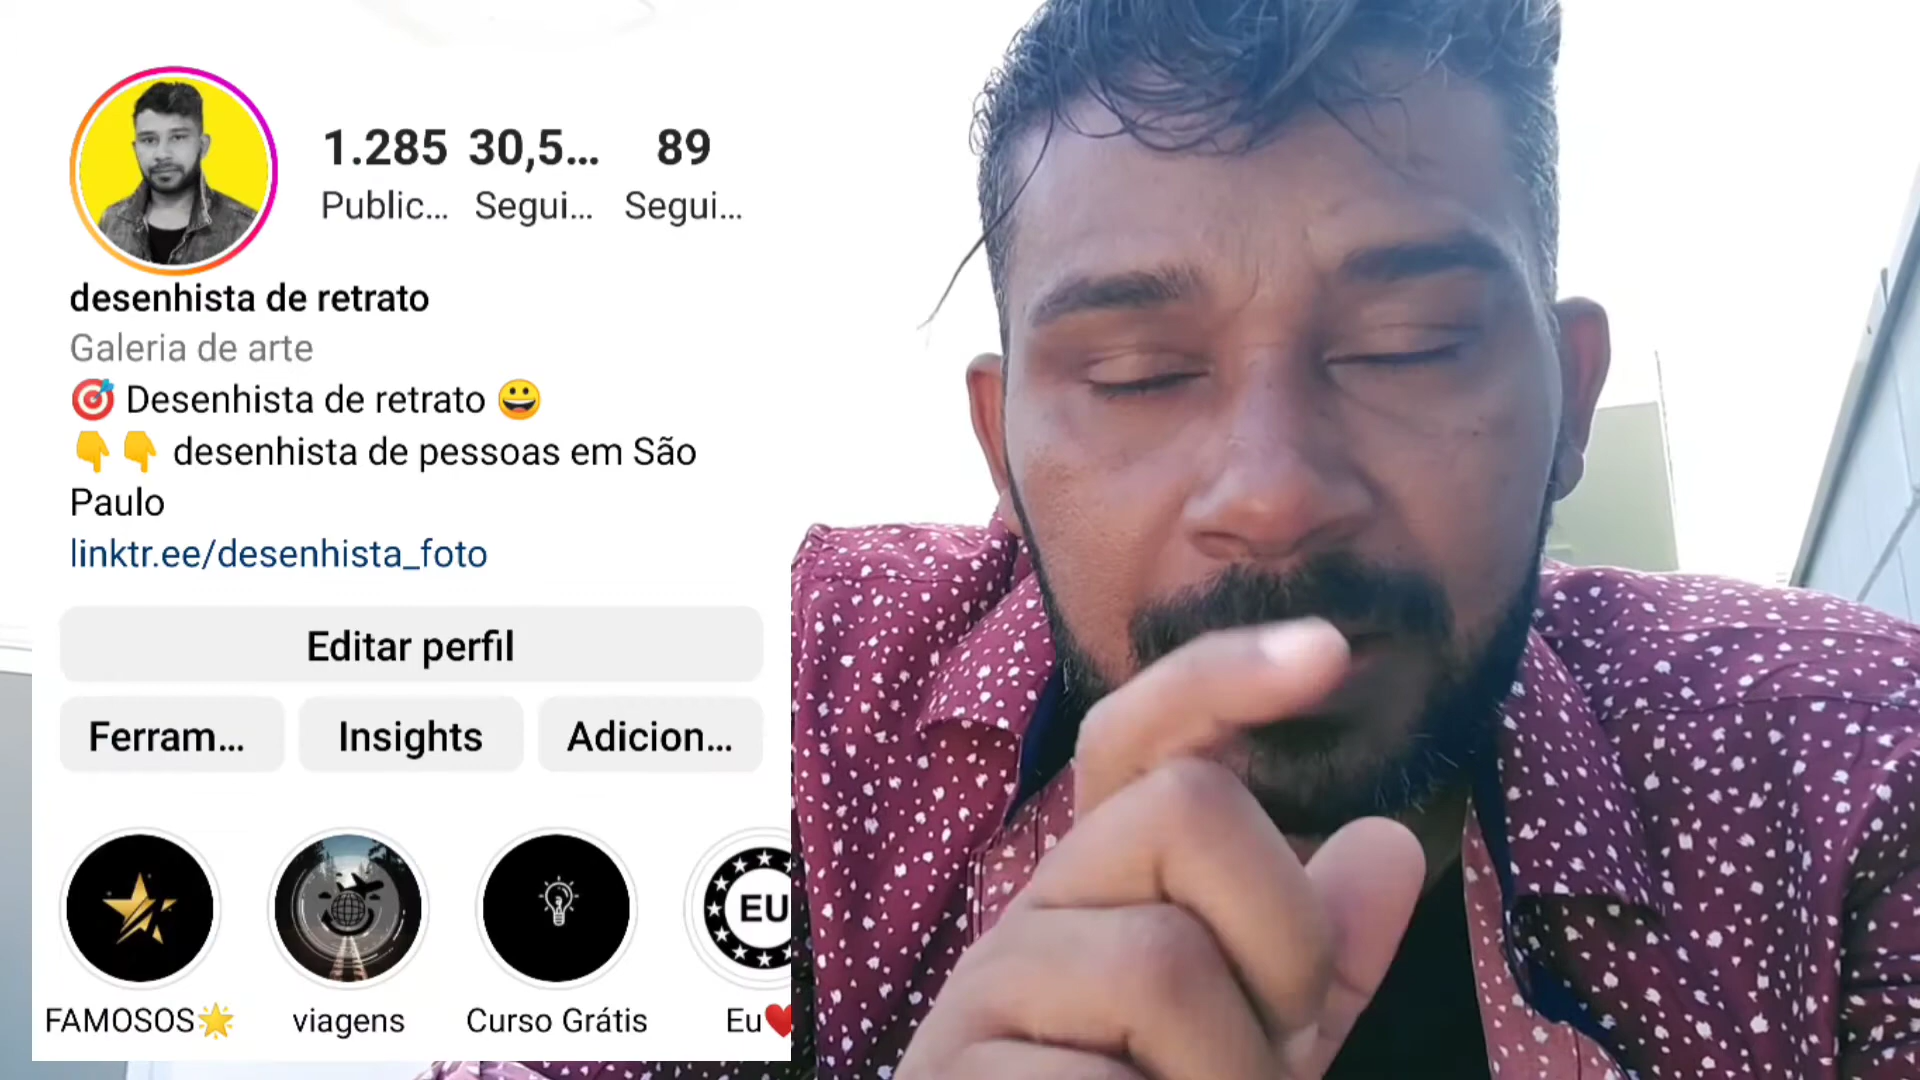 1.285 30,5... 89
Public... Segui... Segui...
desenhista de retrato
Galeria de arte
🎯 Desenhista de retrato 😀
👇👇 desenhista de pessoas em São
Paulo
linktr.ee/desenhista_foto
Editar perfil
Ferram... Insights Adicion...
EU
FAMOSOS🌟 viagens Curso Grátis Eu❤️